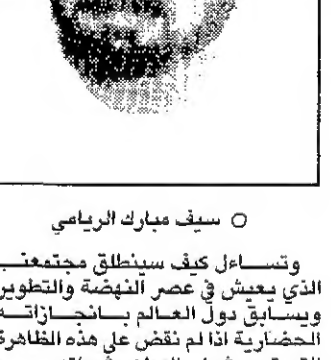 ○ سيف مبارك الريامي
وتساءل كيف سينطلق مجتمعنا
الذي يعيش في عصر النهضة والتطوير
ويسابق دول العالم بانجازاته
الحضارية اذا لم نقض على هذه الظاهرة